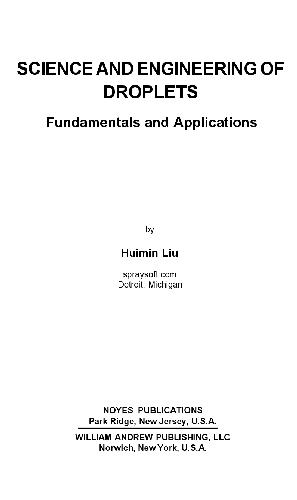 SCIENCE AND ENGINEERING OF
DROPLETS
Fundamentals and Applications
by
Huimin Liu
spraysoft.com
Detroit, Michigan
NOYES PUBLICATIONS
Park Ridge, New Jersey, U.S.A.
WILLIAM ANDREW PUBLISHING, LLC
Norwich, New York, U.S.A.